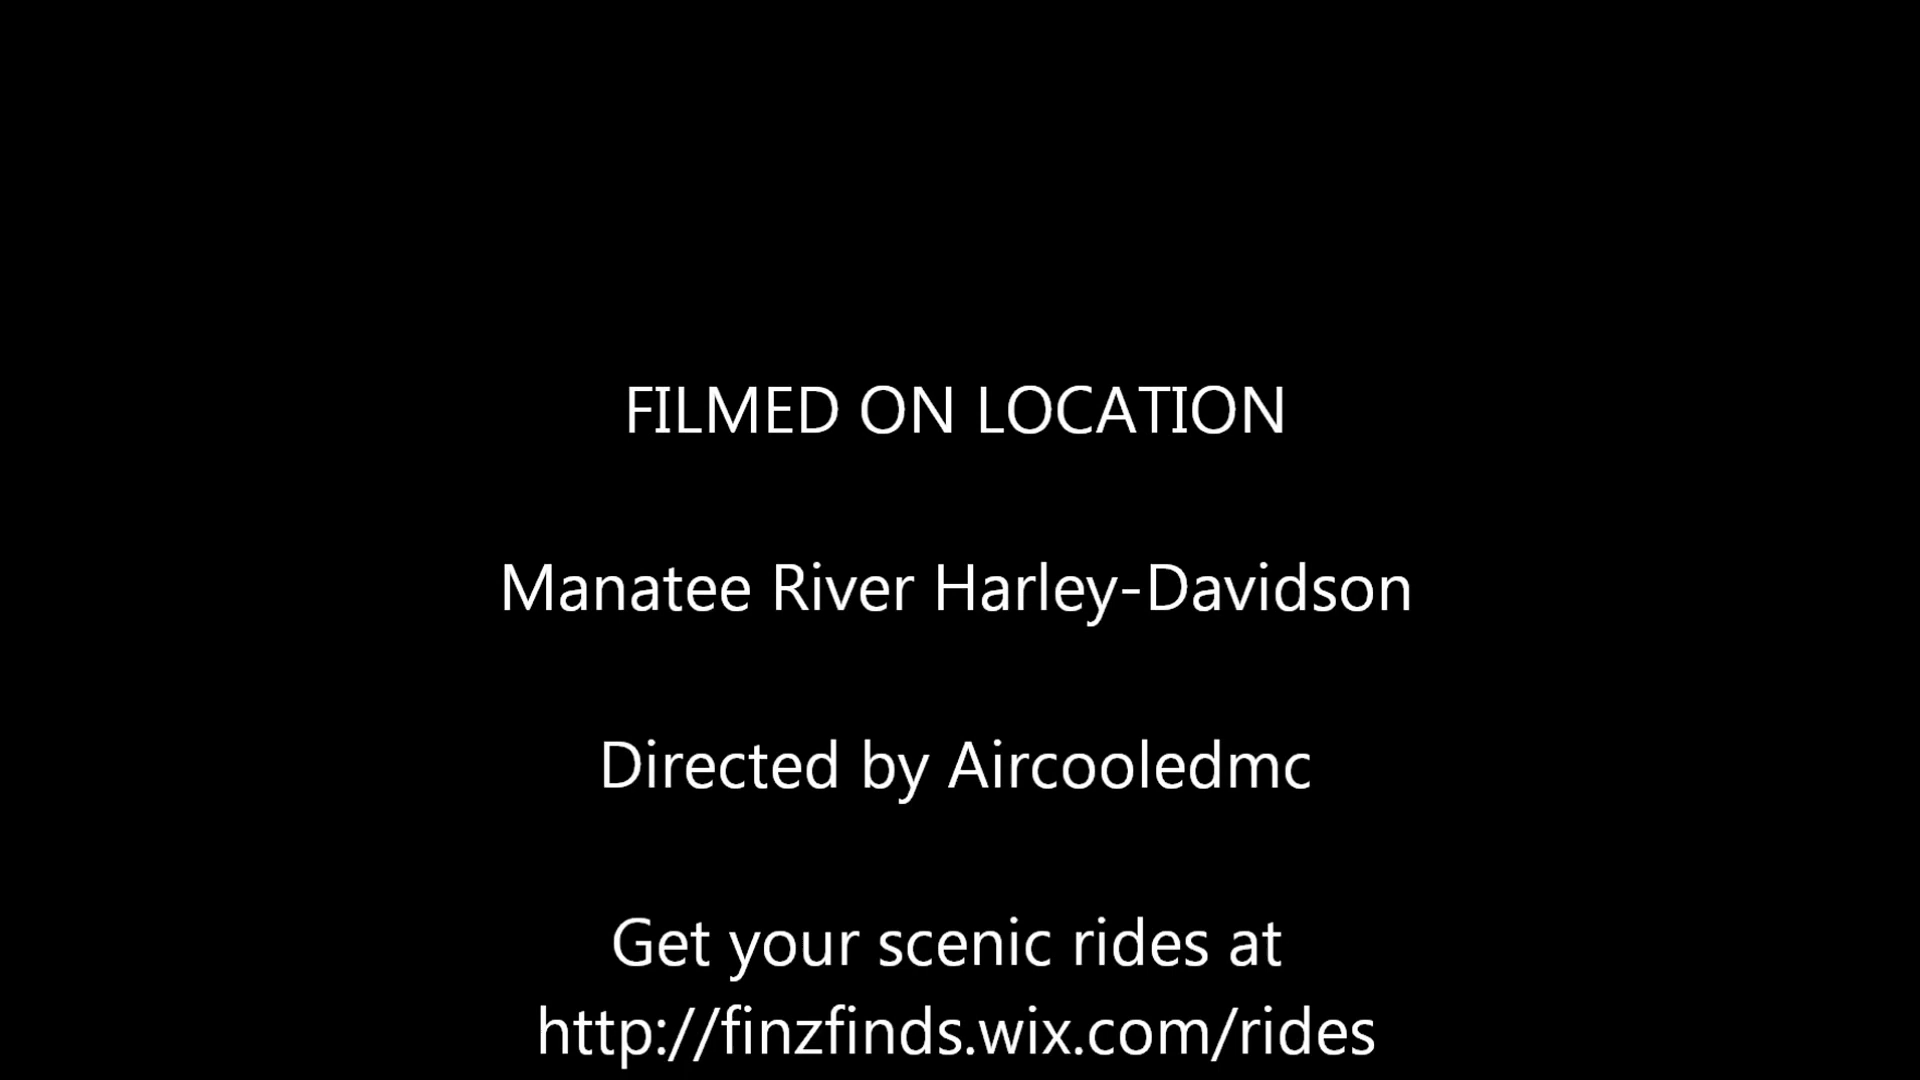 FILMED ON LOCATION
Manatee River Harley-Davidson
Directed by Aircooledmc
Get your scenic rides at
http://finzfinds.wix.com/rides